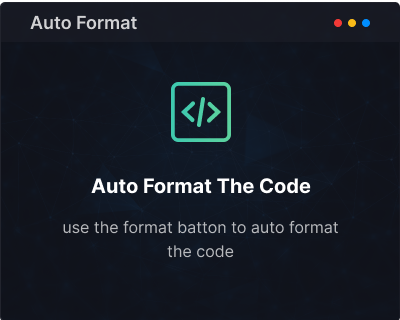 Auto Format
Auto Format The Code
use the format batton to auto format
the code